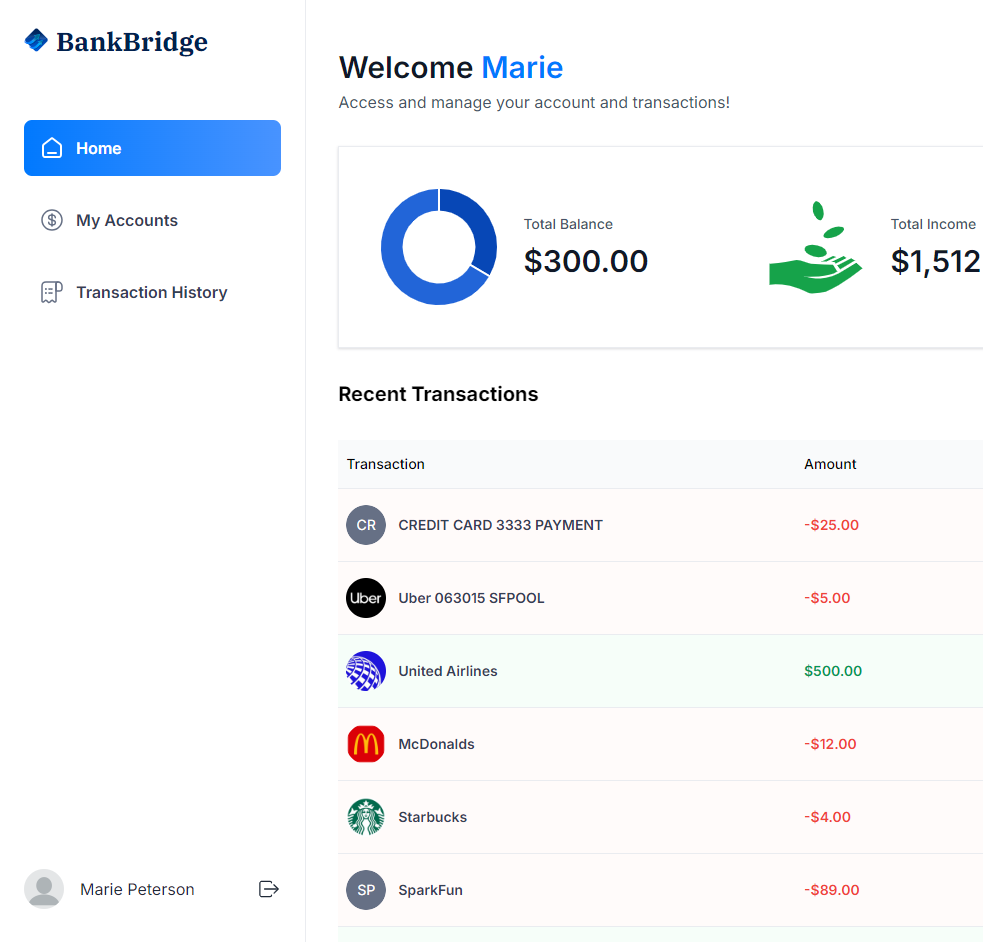 BankBridge
Home
My Accounts
Transaction History
Marie Peterson
Welcome Marie
Access and manage your account and transactions!
Total Balance
$300.00
Total Income
$1,512
Recent Transactions
Transaction Amount
CR CREDIT CARD 3333 PAYMENT -$25.00
Uber Uber 063015 SFPOOL -$5.00
United Airlines $500.00
McDonalds -$12.00
Starbucks -$4.00
SP SparkFun -$89.00